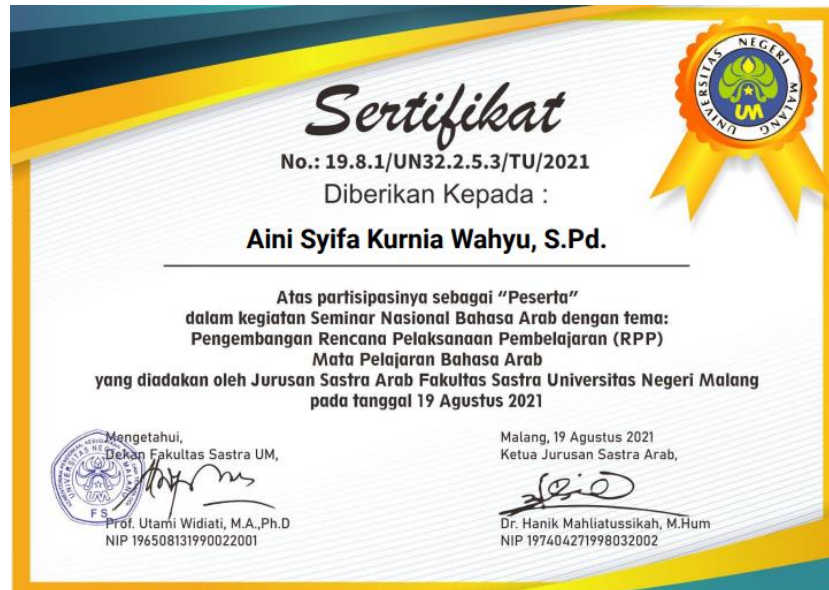 UNIVERSITAS NEGERI MALANG
UM
Sertifikat
No.: 19.8.1/UN32.2.5.3/TU/2021
Diberikan Kepada :
Aini Syifa Kurnia Wahyu, S.Pd.
Atas partisipasinya sebagai “Peserta”
dalam kegiatan Seminar Nasional Bahasa Arab dengan tema:
Pengembangan Rencana Pelaksanaan Pembelajaran (RPP)
Mata Pelajaran Bahasa Arab
yang diadakan oleh Jurusan Sastra Arab Fakultas Sastra Universitas Negeri Malang
pada tanggal 19 Agustus 2021
Mengetahui,
Dekan Fakultas Sastra UM,
UM
FS
Prof. Utami Widiati, M.A.,Ph.D
NIP 196508131990022001
Malang, 19 Agustus 2021
Ketua Jurusan Sastra Arab,
Dr. Hanik Mahliatussikah, M.Hum
NIP 197404271998032002